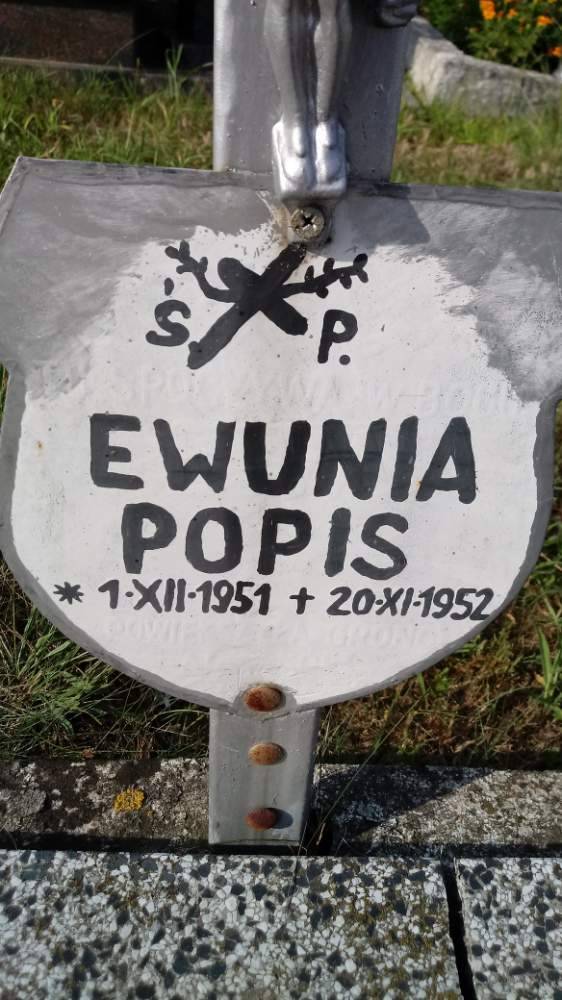 Ś. P.
EWUNIA
POPIS
* 1·XII·1951 + 20·XI·1952